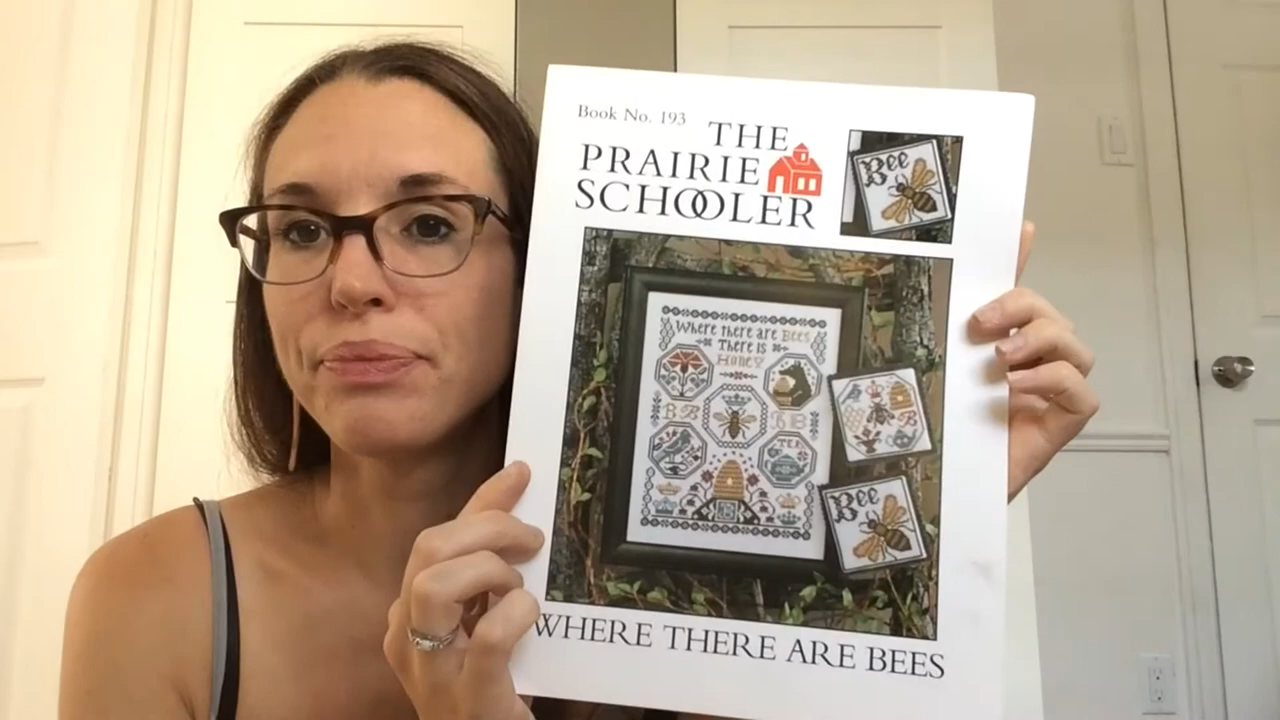 Book No. 193
THE
PRAIRIE
SCHOOLER
Bee
Where there are Bees
There is
Honey
B B
B B
TEA
B
B
Bee
WHERE THERE ARE BEES